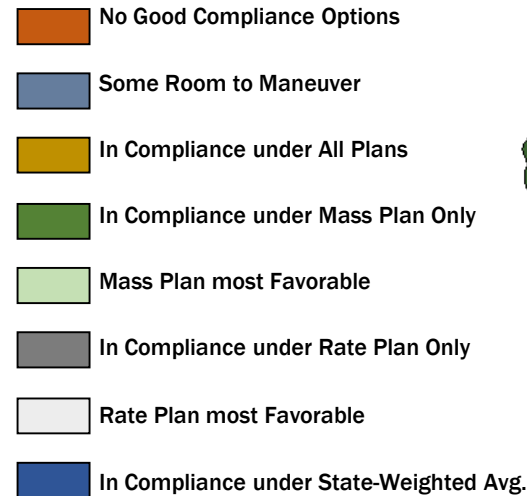 No Good Compliance Options
Some Room to Maneuver
In Compliance under All Plans
In Compliance under Mass Plan Only
Mass Plan most Favorable
In Compliance under Rate Plan Only
Rate Plan most Favorable
In Compliance under State-Weighted Avg.